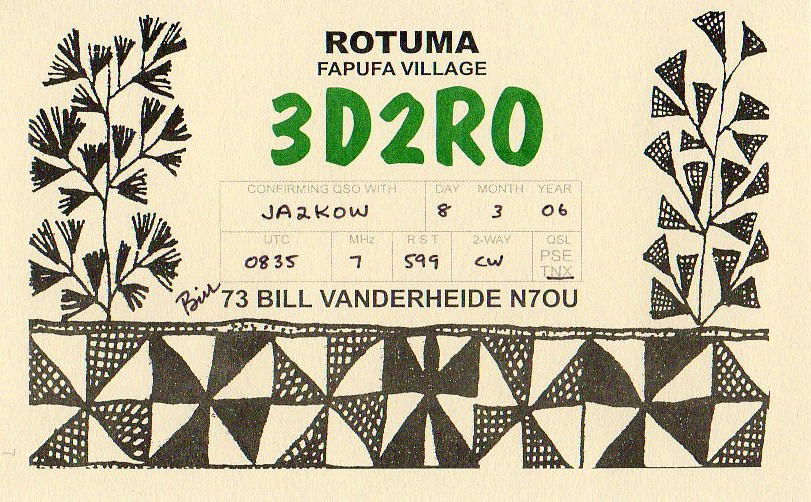 ROTUMA
FAPUFA VILLAGE
3D2RO
CONFIRMING QSO WITH DAY MONTH YEAR
JA2KOW 8 3 06
UTC MHz RST 2-WAY QSL
0835 7 599 CW PSE
TNX
Bill 73 BILL VANDERHEIDE N7OU